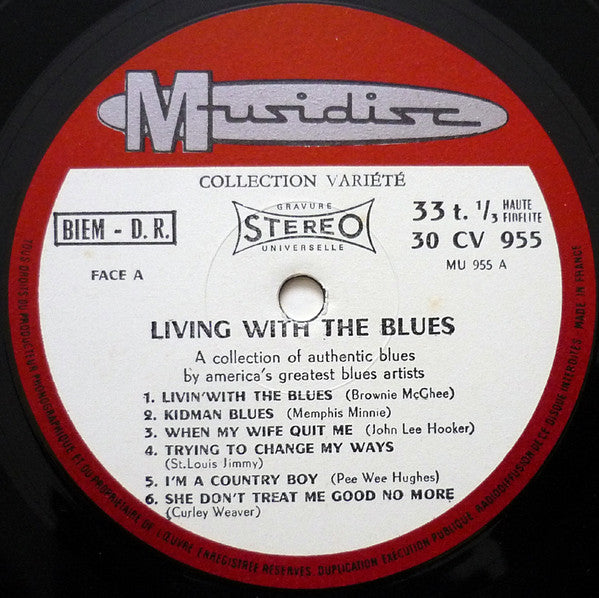 Musidisc
COLLECTION VARIÉTÉ
BIEM - D. R.
GRAVURE
STEREO
UNIVERSELLE
33 t. 1/3 HAUTE FIDELITE
30 CV 955
FACE A
MU 955 A
LIVING WITH THE BLUES
A collection of authentic blues
by america's greatest blues artists
1. LIVIN'WITH THE BLUES (Brownie McGhee)
2. KIDMAN BLUES (Memphis Minnie)
3. WHEN MY WIFE QUIT ME (John Lee Hooker)
4. TRYING TO CHANGE MY WAYS
(St.Louis Jimmy)
5. I'M A COUNTRY BOY (Pee Wee Hughes)
6. SHE DON'T TREAT ME GOOD NO MORE
(Curley Weaver)
TOUS DROITS DU PRODUCTEUR PHONOGRAPHIQUE ET DU PROPRIETAIRE DE L'ŒUVRE ENREGISTRÉE RÉSERVES. DUPLICATION EXÉCUTION PUBLIQUE RADIODIFFUSION DE CE DISQUE INTERDITES. MADE IN FRANCE